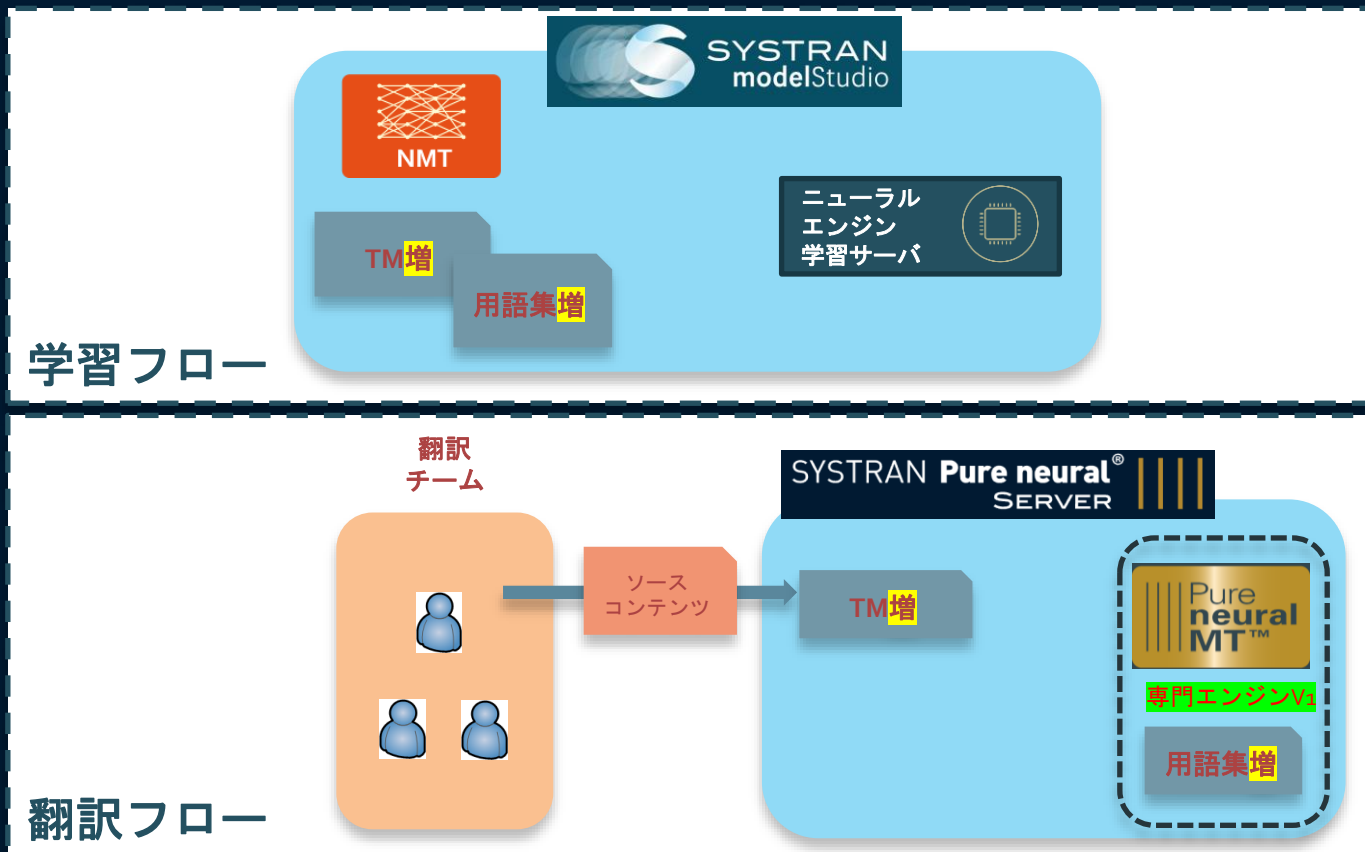 SYSTRAN
modelStudio
NMT
ニューラル
エンジン
学習サーバ
TM増
用語集増
学習フロー
翻訳
チーム
SYSTRAN Pure neural®
SERVER
ソース
コンテンツ
TM増
Pure
neural
MT™
専門エンジンV1
用語集増
翻訳フロー